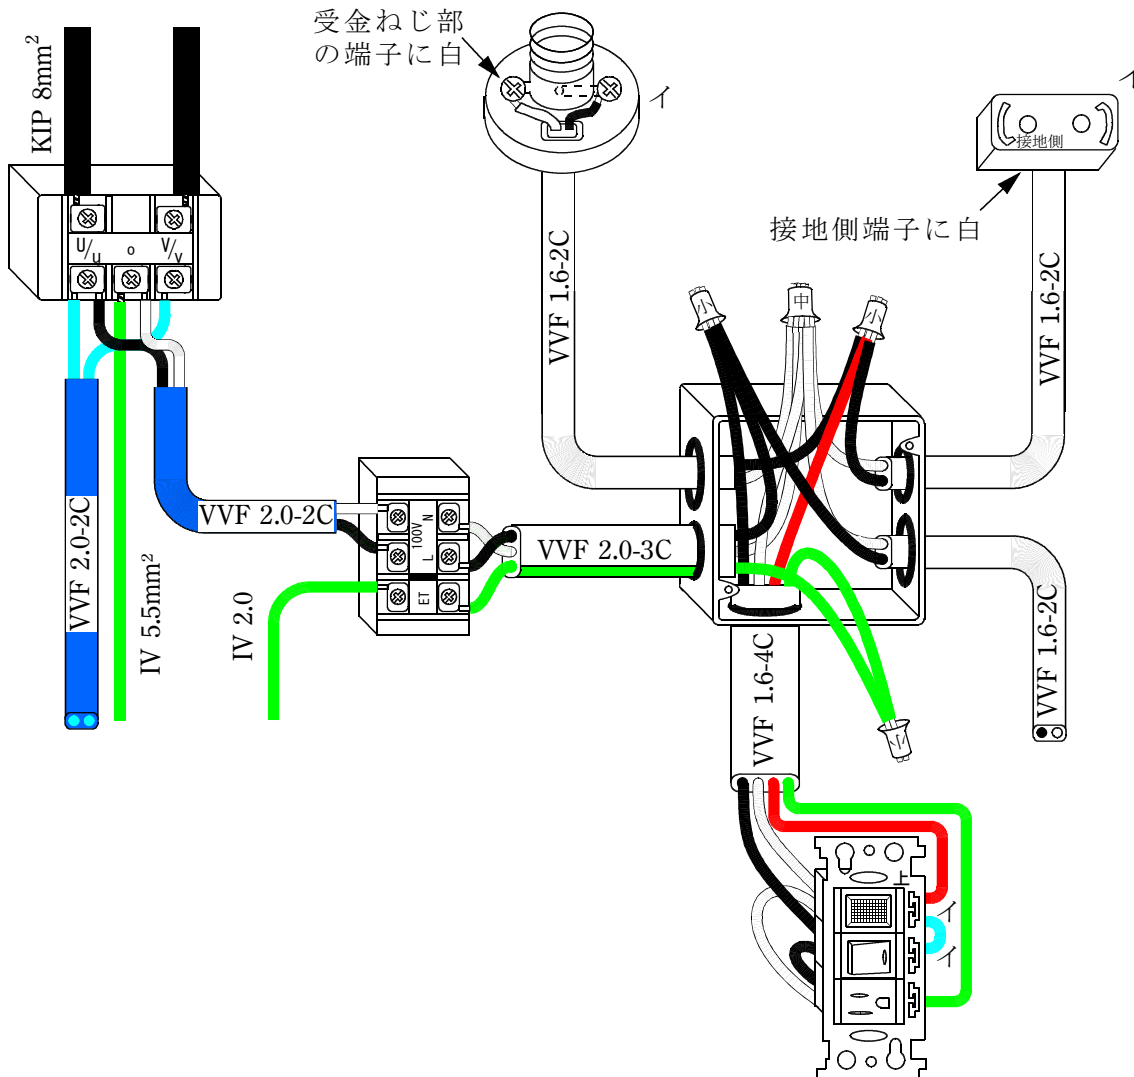 受金ねじ部
の端子に白
イ
イ
KIP 8mm²
接地側
接地側端子に白
U/u
o
V/v
VVF 1.6-2C
VVF 1.6-2C
小
中
小
VVF 2.0-2C
100V
N
L
ET
VVF 2.0-3C
VVF 2.0-2C
IV 5.5mm²
IV 2.0
VVF 1.6-4C
VVF 1.6-2C
小
上
イ
イ